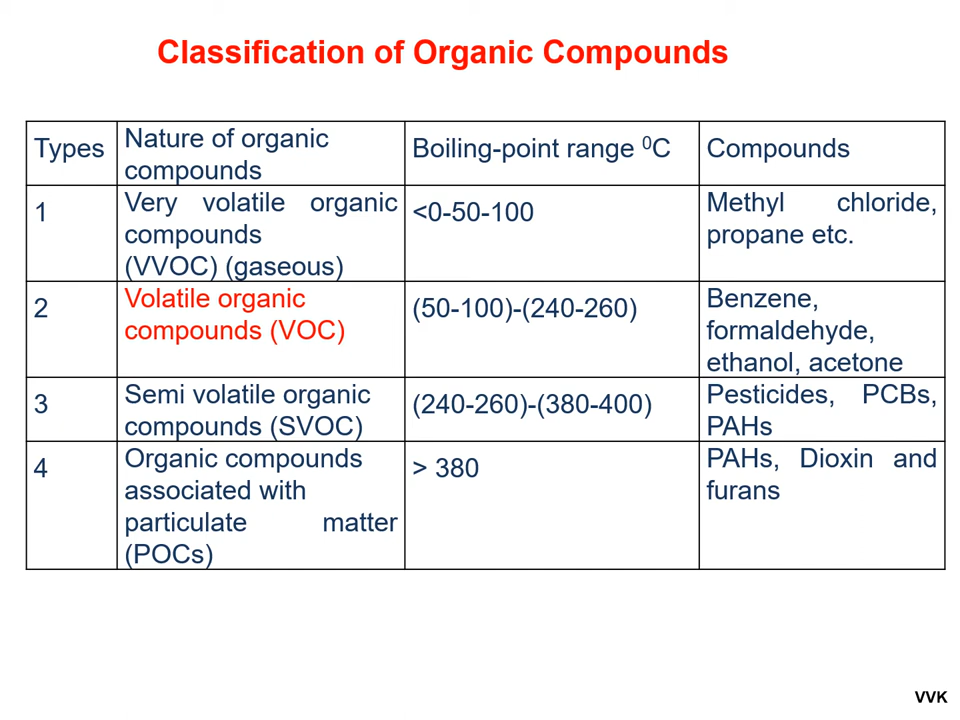 Classification of Organic Compounds
Types
Nature of organic
compounds
Boiling-point range ⁰C
Compounds
1
Very volatile organic
compounds
(VVOC) (gaseous)
<0-50-100
Methyl chloride,
propane etc.
2
Volatile organic
compounds (VOC)
(50-100)-(240-260)
Benzene,
formaldehyde,
ethanol, acetone
3
Semi volatile organic
compounds (SVOC)
(240-260)-(380-400)
Pesticides, PCBs,
PAHs
4
Organic compounds
associated with
particulate matter
(POCs)
> 380
PAHs, Dioxin and
furans
VVK